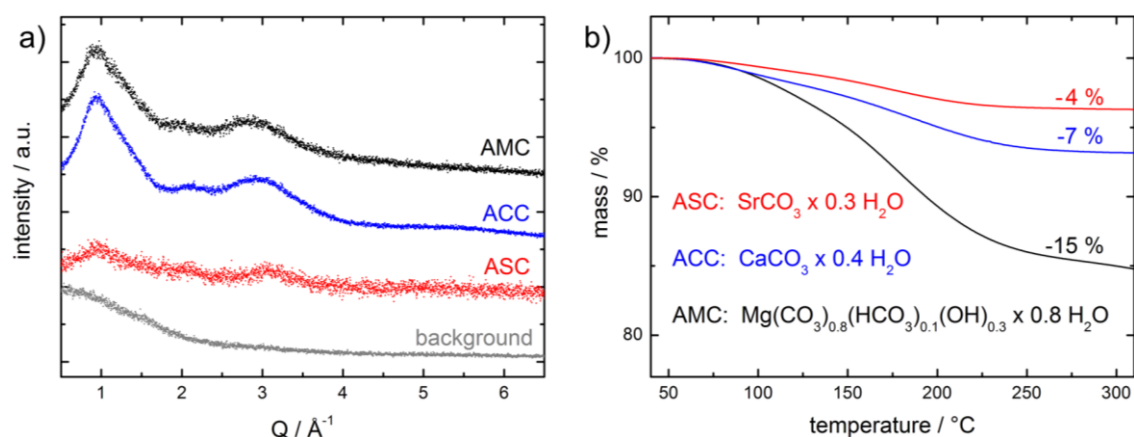 a)
intensity / a.u.
AMC
ACC
ASC
background
1 2 3 4 5 6
Q / Å⁻¹
b)
mass / %
100
90
80
-4 %
-7 %
-15 %
ASC: SrCO₃ x 0.3 H₂O
ACC: CaCO₃ x 0.4 H₂O
AMC: Mg(CO₃)₀.₈(HCO₃)₀.₁(OH)₀.₃ x 0.8 H₂O
50 100 150 200 250 300
temperature / °C